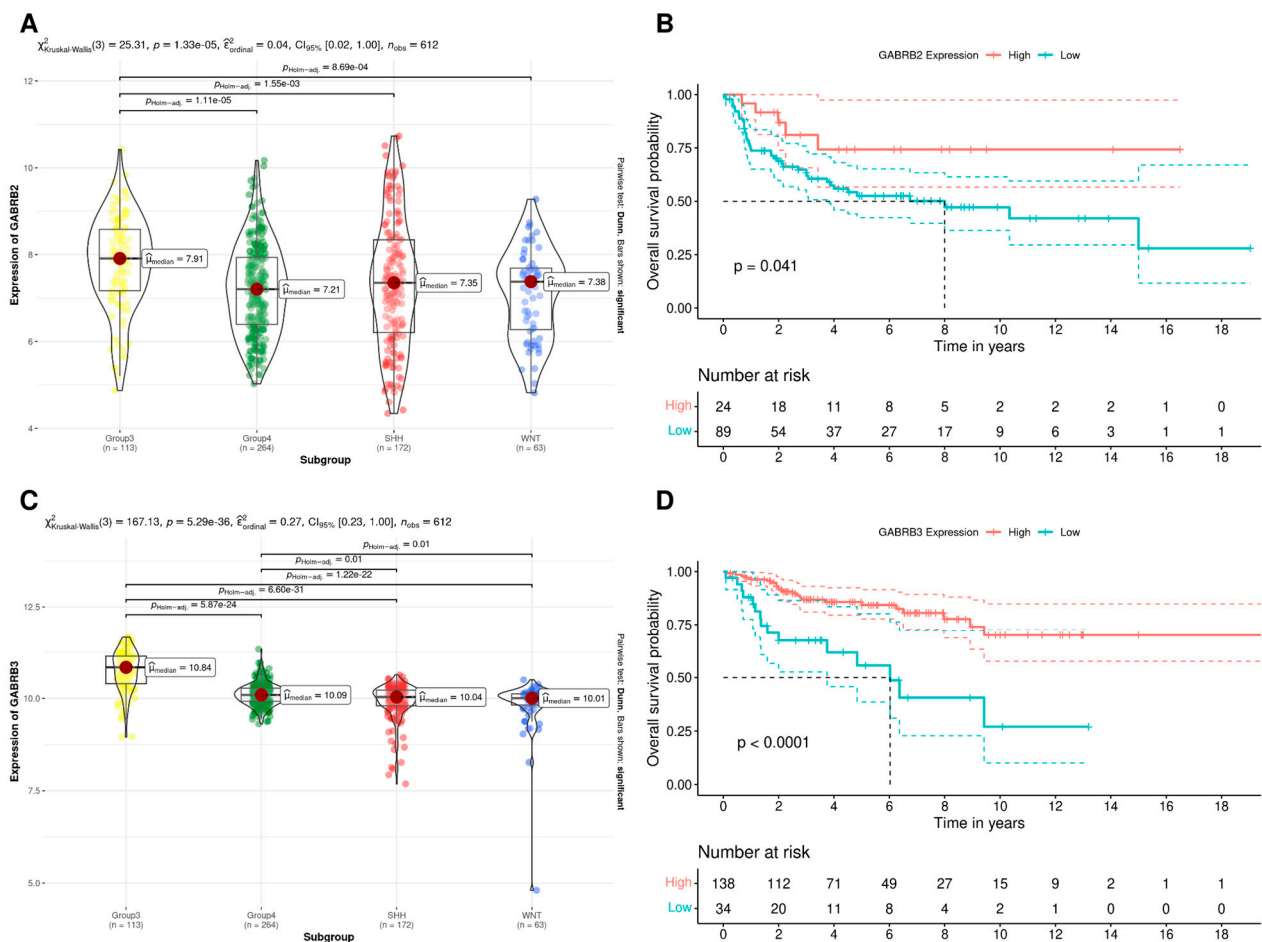 A
χ²Kruskal-Wallis(3) = 25.31, p = 1.33e-05, ε̂²ordinal = 0.04, CI95% [0.02, 1.00], nobs = 612
pHolm-adj. = 8.69e-04
pHolm-adj. = 1.55e-03
pHolm-adj. = 1.11e-05
Expression of GABRB2
12
10
8
6
4
μ̂median = 7.91
μ̂median = 7.21
μ̂median = 7.35
μ̂median = 7.38
Pairwise test: Dunn, Bars shown: significant
Group3 Group4 SHH WNT
(n = 113) (n = 264) (n = 172) (n = 63)
Subgroup
B
GABRB2 Expression High Low
Overall survival probability
1.00
0.75
0.50
0.25
0.00
p = 0.041
0 2 4 6 8 10 12 14 16 18
Time in years
Number at risk
High 24 18 11 8 5 2 2 2 1 0
Low 89 54 37 27 17 9 6 3 1 1
0 2 4 6 8 10 12 14 16 18
C
χ²Kruskal-Wallis(3) = 167.13, p = 5.29e-36, ε̂²ordinal = 0.27, CI95% [0.23, 1.00], nobs = 612
pHolm-adj. = 0.01
pHolm-adj. = 0.01
pHolm-adj. = 1.22e-22
pHolm-adj. = 6.60e-31
pHolm-adj. = 5.87e-24
Expression of GABRB3
12.5
10.0
7.5
5.0
μ̂median = 10.84
μ̂median = 10.09
μ̂median = 10.04
μ̂median = 10.01
Pairwise test: Dunn, Bars shown: significant
Group3 Group4 SHH WNT
(n = 113) (n = 264) (n = 172) (n = 63)
Subgroup
D
GABRB3 Expression High Low
Overall survival probability
1.00
0.75
0.50
0.25
0.00
p < 0.0001
0 2 4 6 8 10 12 14 16 18
Time in years
Number at risk
High 138 112 71 49 27 15 9 2 1 1
Low 34 20 11 8 4 2 1 0 0 0
0 2 4 6 8 10 12 14 16 18